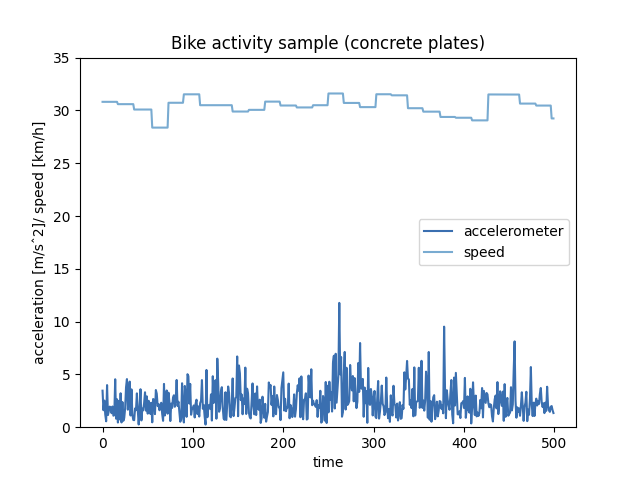 Bike activity sample (concrete plates)
35
30
25
20
15
10
5
0
acceleration [m/s^2]/ speed [km/h]
accelerometer
speed
0 100 200 300 400 500
time